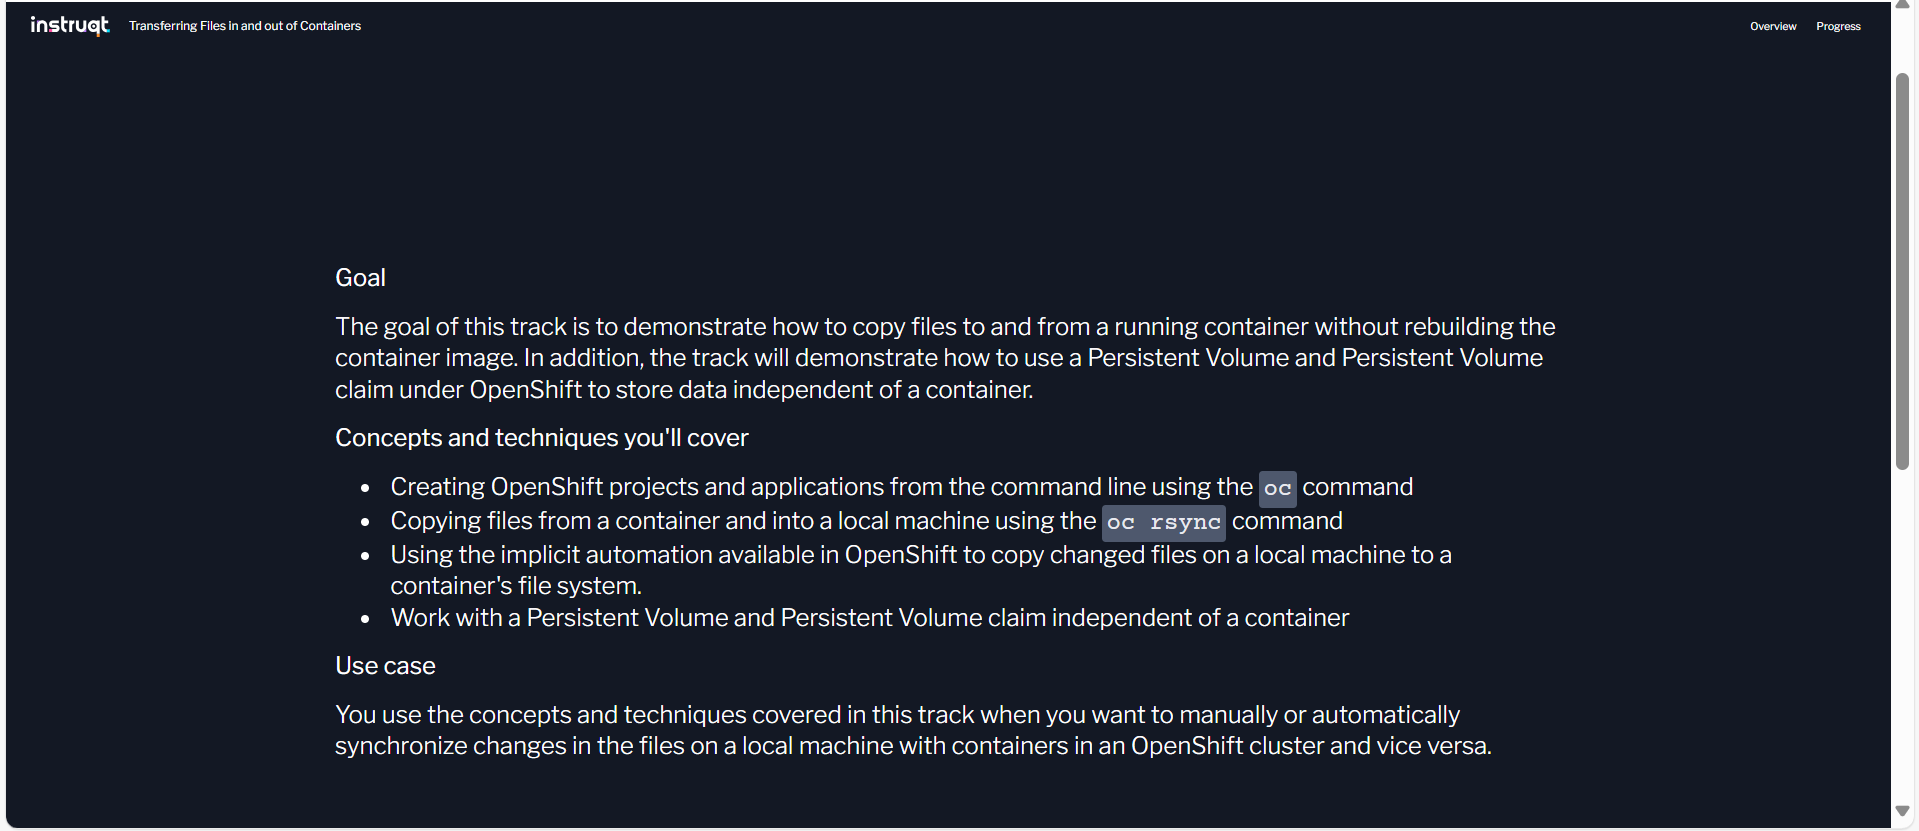 instruqt Transferring Files in and out of Containers Overview Progress
Goal
The goal of this track is to demonstrate how to copy files to and from a running container without rebuilding the
container image. In addition, the track will demonstrate how to use a Persistent Volume and Persistent Volume
claim under OpenShift to store data independent of a container.
Concepts and techniques you'll cover
• Creating OpenShift projects and applications from the command line using the oc command
• Copying files from a container and into a local machine using the oc rsync command
• Using the implicit automation available in OpenShift to copy changed files on a local machine to a
container's file system.
• Work with a Persistent Volume and Persistent Volume claim independent of a container
Use case
You use the concepts and techniques covered in this track when you want to manually or automatically
synchronize changes in the files on a local machine with containers in an OpenShift cluster and vice versa.